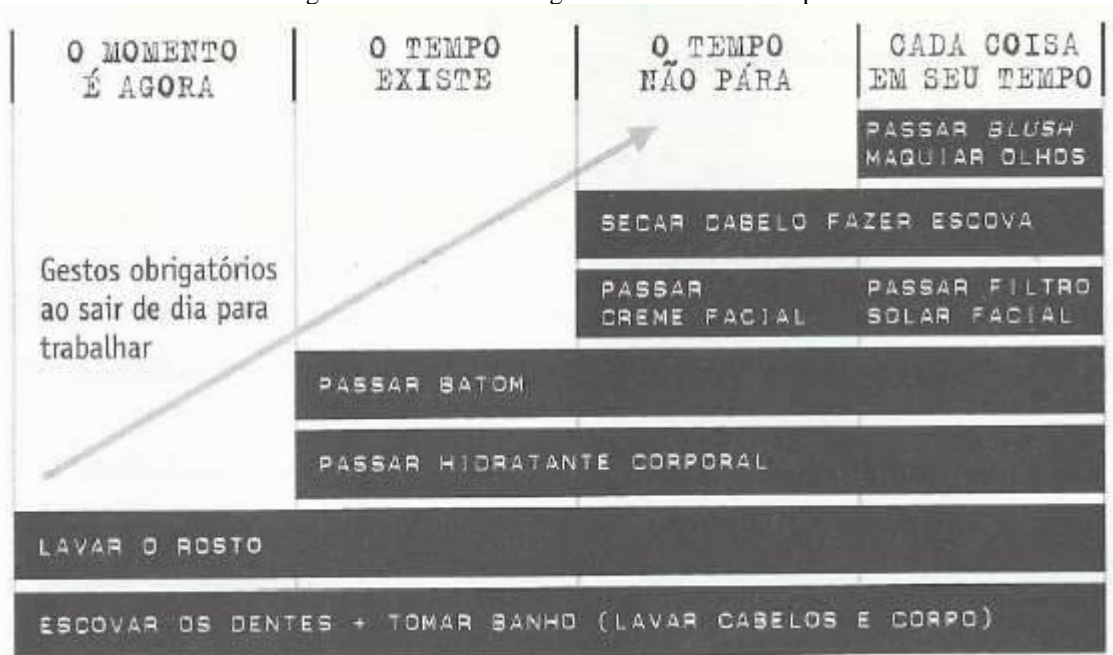 O MOMENTO
É AGORA
O TEMPO
EXISTE
O TEMPO
NÃO PÁRA
CADA COISA
EM SEU TEMPO
PASSAR BLUSH
MAQUIAR OLHOS
SECAR CABELO FAZER ESCOVA
Gestos obrigatórios
ao sair de dia para
trabalhar
PASSAR
CREME FACIAL
PASSAR FILTRO
SOLAR FACIAL
PASSAR BATOM
PASSAR HIDRATANTE CORPORAL
LAVAR O ROSTO
ESCOVAR OS DENTES + TOMAR BANHO (LAVAR CABELOS E CORPO)